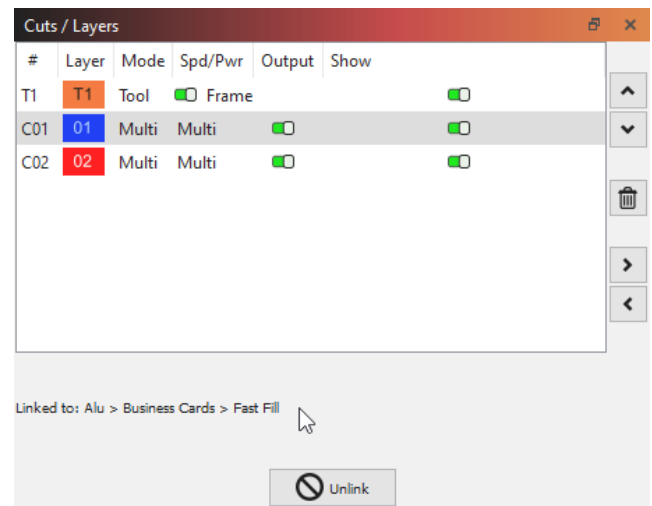 Cuts / Layers
# Layer Mode Spd/Pwr Output Show
T1 T1 Tool Frame
C01 01 Multi Multi
C02 02 Multi Multi
Linked to: Alu > Business Cards > Fast Fill
Unlink